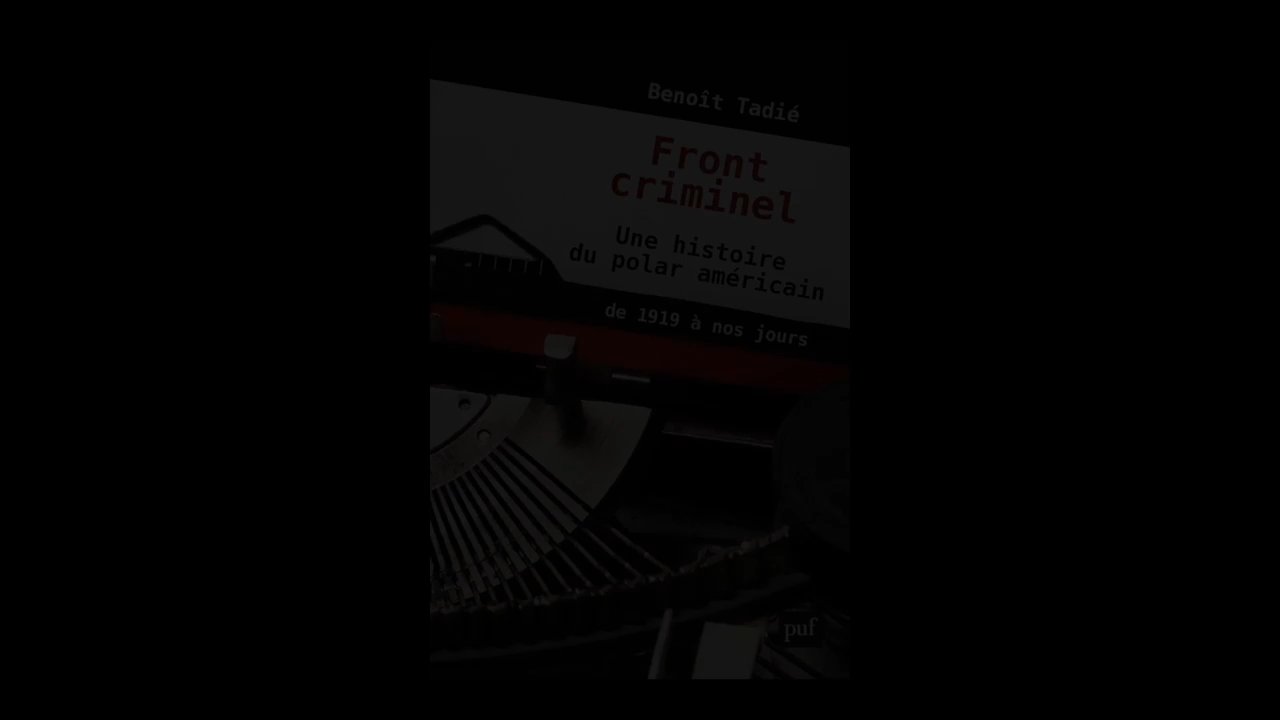 Benoît Tadié
Front
criminel
Une histoire
du polar américain
de 1919 à nos jours
puf